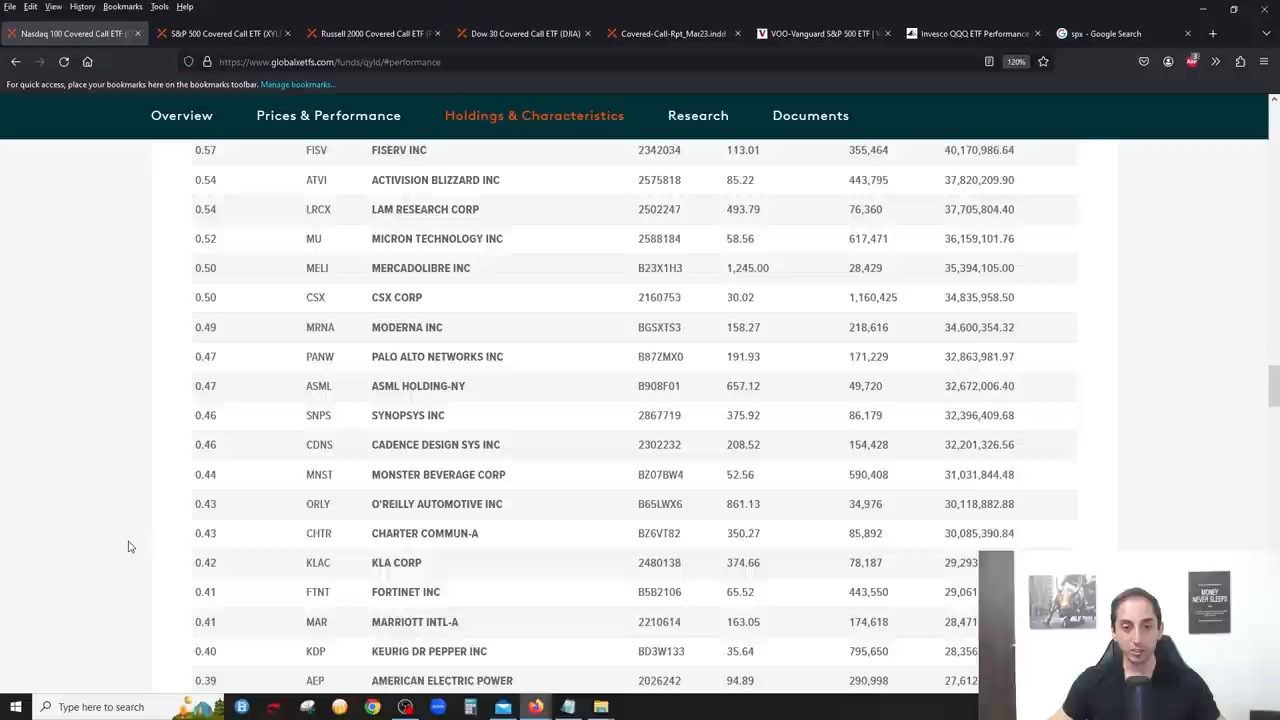 File Edit View History Bookmarks Tools Help
Nasdaq 100 Covered Call ETF ( S&P 500 Covered Call ETF (XYL Russell 2000 Covered Call ETF ( Dow 30 Covered Call ETF (DJIA) Covered-Call-Rpt_Mar23.indd VOO-Vanguard S&P 500 ETF | Invesco QQQ ETF Performance spx - Google Search
https://www.globalxetfs.com/funds/qyld/#performance 120%
For quick access, place your bookmarks here on the bookmarks toolbar. Manage bookmarks...
Overview Prices & Performance Holdings & Characteristics Research Documents
0.57 FISV FISERV INC 2342034 113.01 355,464 40,170,986.64
0.54 ATVI ACTIVISION BLIZZARD INC 2575818 85.22 443,795 37,820,209.90
0.54 LRCX LAM RESEARCH CORP 2502247 493.79 76,360 37,705,804.40
0.52 MU MICRON TECHNOLOGY INC 2588184 58.56 617,471 36,159,101.76
0.50 MELI MERCADOLIBRE INC B23X1H3 1,245.00 28,429 35,394,105.00
0.50 CSX CSX CORP 2160753 30.02 1,160,425 34,835,958.50
0.49 MRNA MODERNA INC BGSXTS3 158.27 218,616 34,600,354.32
0.47 PANW PALO ALTO NETWORKS INC B87ZMX0 191.93 171,229 32,863,981.97
0.47 ASML ASML HOLDING-NY B908F01 657.12 49,720 32,672,006.40
0.46 SNPS SYNOPSYS INC 2867719 375.92 86,179 32,396,409.68
0.46 CDNS CADENCE DESIGN SYS INC 2302232 208.52 154,428 32,201,326.56
0.44 MNST MONSTER BEVERAGE CORP BZ07BW4 52.56 590,408 31,031,844.48
0.43 ORLY O'REILLY AUTOMOTIVE INC B65LWX6 861.13 34,976 30,118,882.88
0.43 CHTR CHARTER COMMUN-A BZ6VT82 350.27 85,892 30,085,390.84
0.42 KLAC KLA CORP 2480138 374.66 78,187 29,293
0.41 FTNT FORTINET INC B5B2106 65.52 443,550 29,061
0.41 MAR MARRIOTT INTL-A 2210614 163.05 174,618 28,471
0.40 KDP KEURIG DR PEPPER INC BD3W133 35.64 795,650 28,356
0.39 AEP AMERICAN ELECTRIC POWER 2026242 94.89 290,998 27,612
MONEY
NEVER SLEEPS
Type here to search